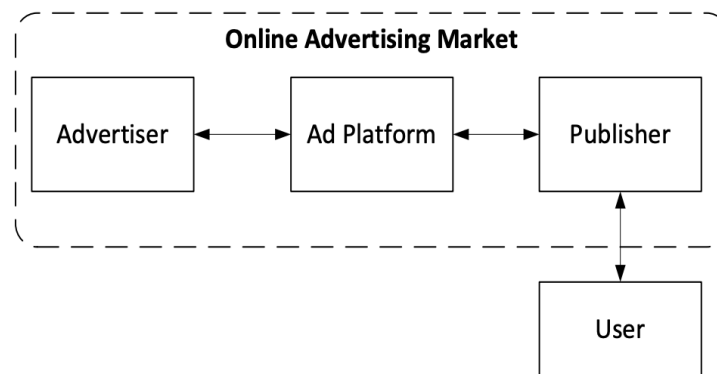 Online Advertising Market
Advertiser
Ad Platform
Publisher
User